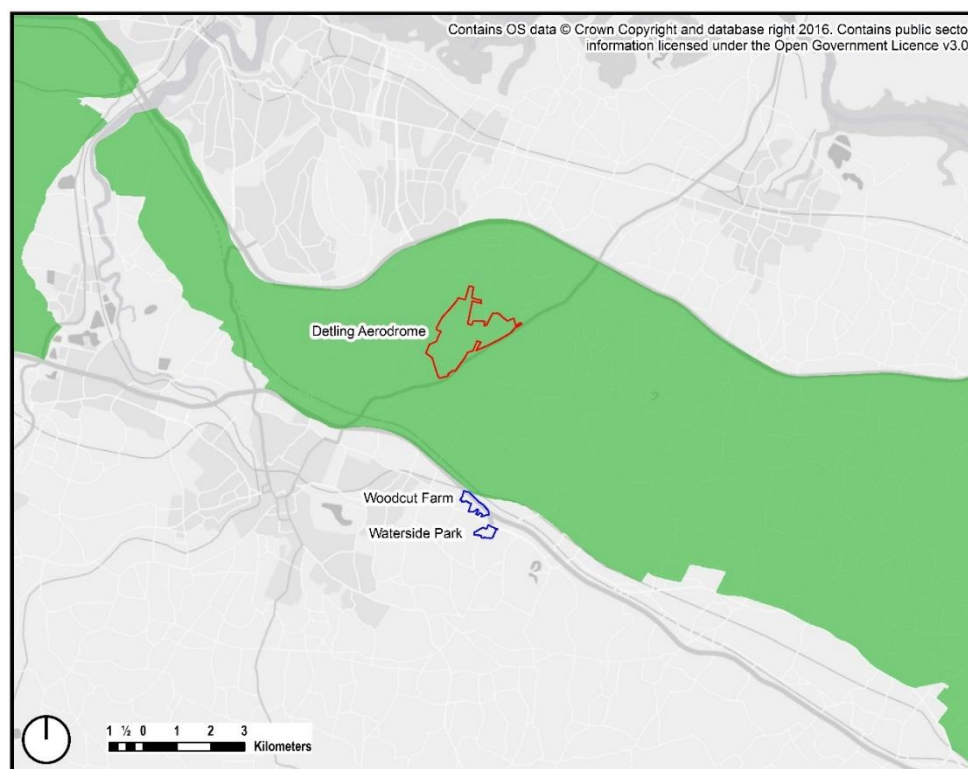 Contains OS data © Crown Copyright and database right 2016. Contains public secto
information licensed under the Open Government Licence v3.0
Detling Aerodrome
Woodcut Farm
Waterside Park
1 ½ 0 1 2 3
Kilometers